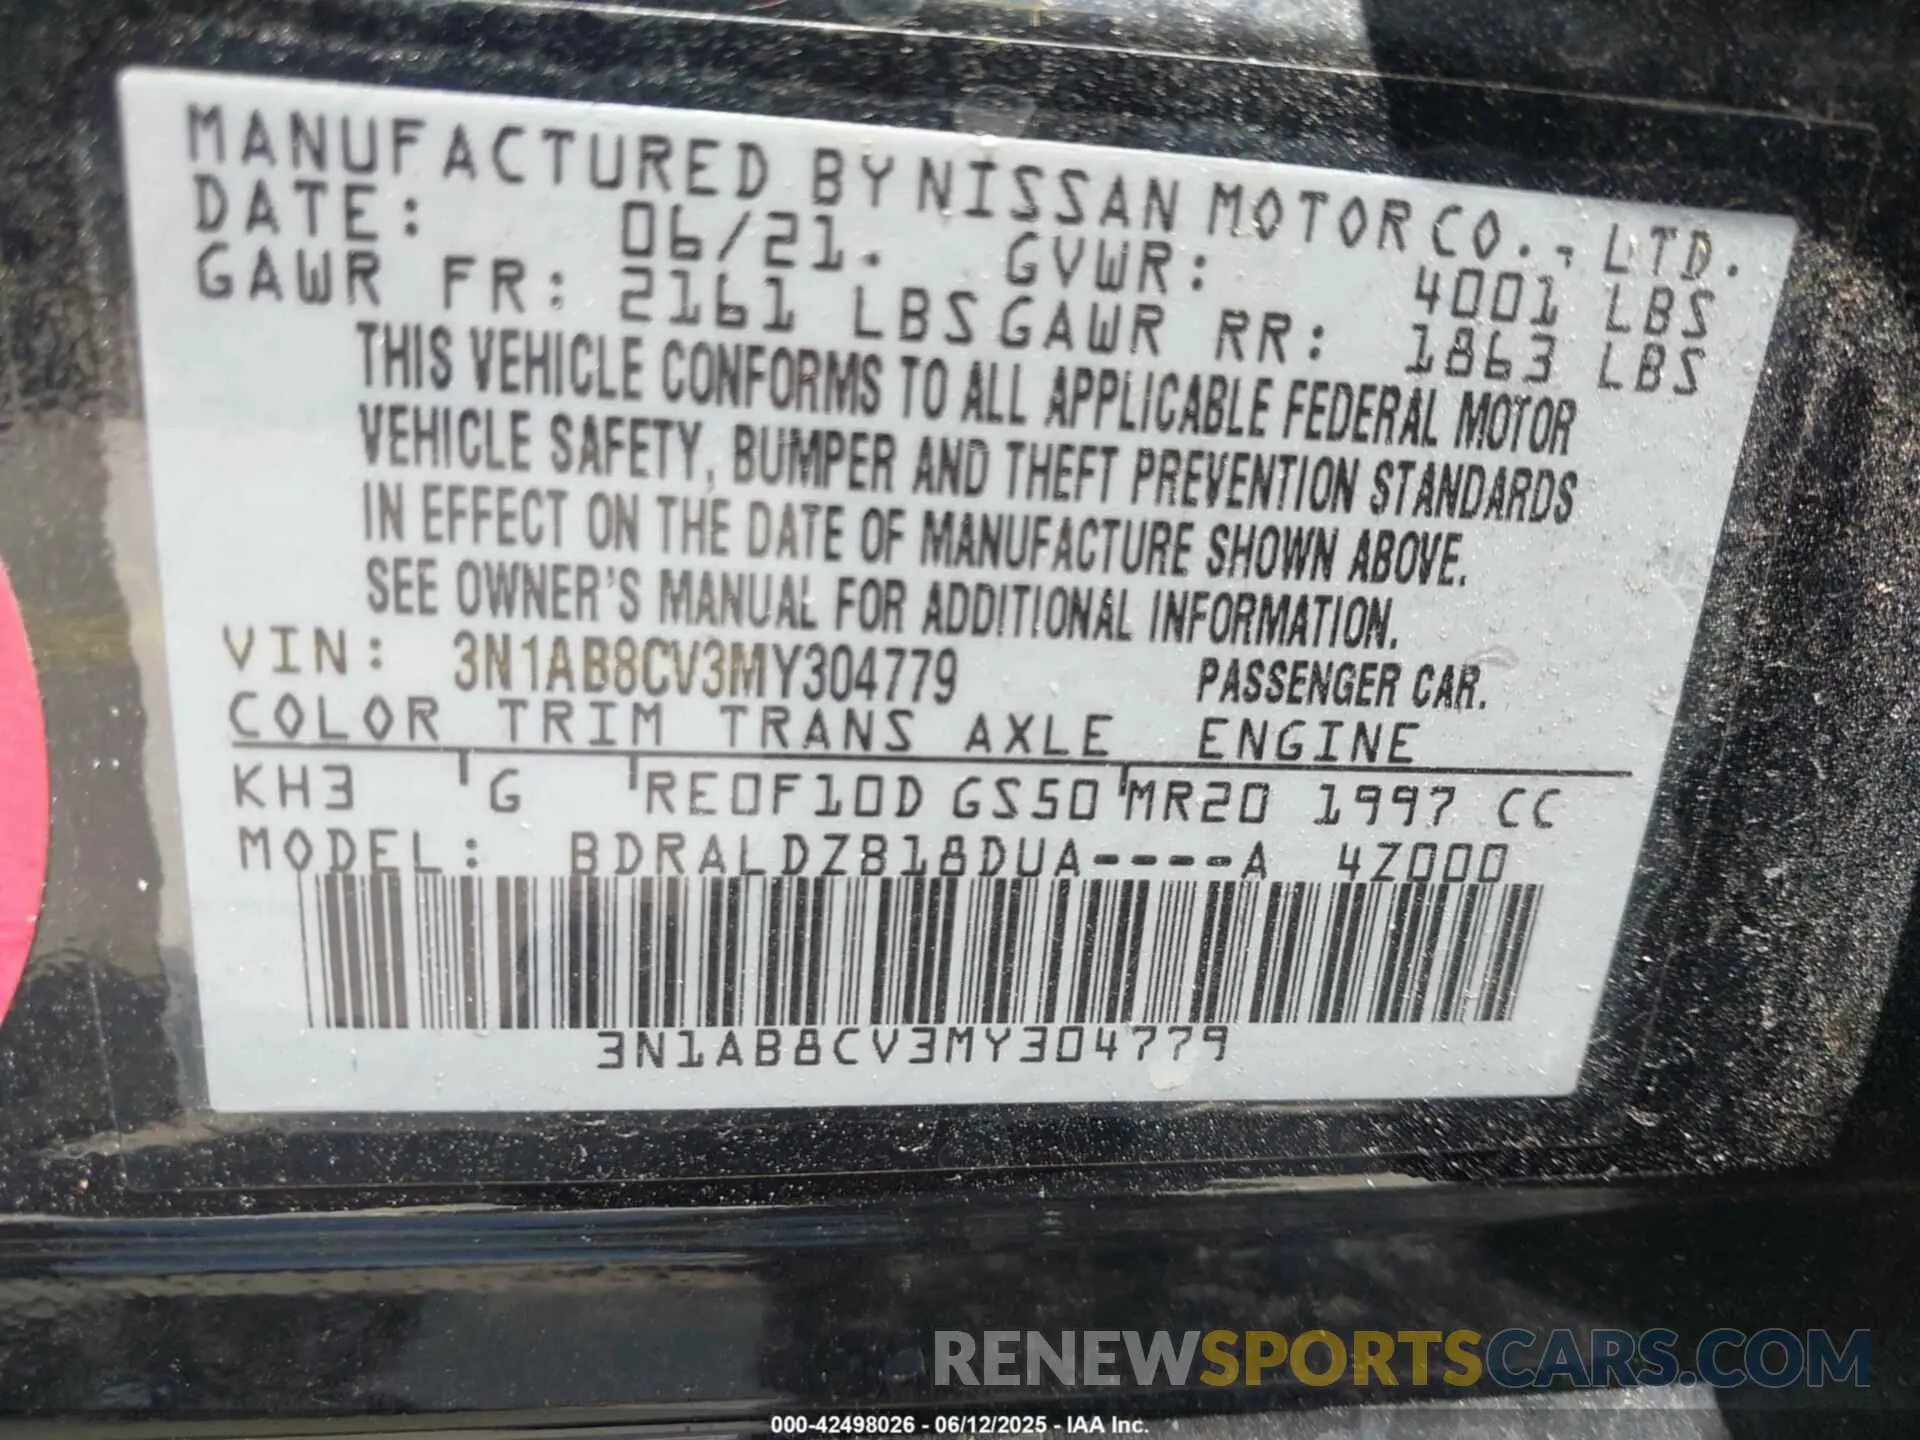 MANUFACTURED BY NISSAN MOTOR CO., LTD.
DATE: 06/21. GVWR: 4001 LBS
GAWR FR: 2161 LBS GAWR RR: 1863 LBS
THIS VEHICLE CONFORMS TO ALL APPLICABLE FEDERAL MOTOR
VEHICLE SAFETY, BUMPER AND THEFT PREVENTION STANDARDS
IN EFFECT ON THE DATE OF MANUFACTURE SHOWN ABOVE.
SEE OWNER'S MANUAL FOR ADDITIONAL INFORMATION.
VIN: 3N1AB8CV3MY304779 PASSENGER CAR.
COLOR TRIM TRANS AXLE ENGINE
KH3 G RE0F10D GS50 MR20 1997 CC
MODEL: BDRALDZB18DUA----A 4Z000
3N1AB8CV3MY304779
RENEWSPORTSCARS.COM
000-42498026 - 06/12/2025 - IAA Inc.